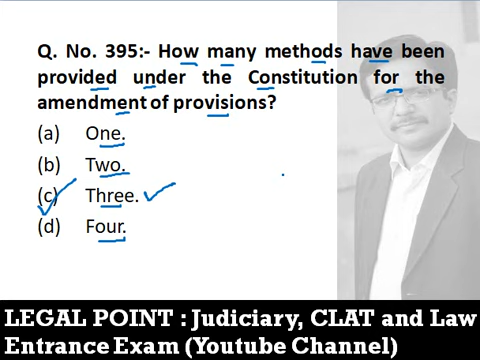 Q. No. 395:- How many methods have been
provided under the Constitution for the
amendment of provisions?
(a) One.
(b) Two.
(c) Three.
(d) Four.
LEGAL POINT : Judiciary, CLAT and Law
Entrance Exam (Youtube Channel)